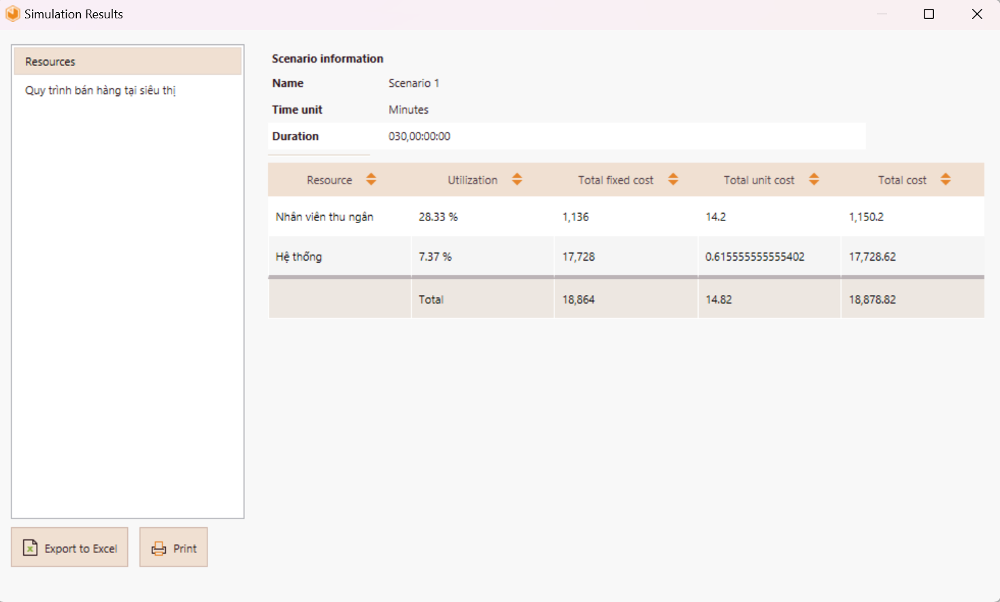 Simulation Results
Resources
Quy trình bán hàng tại siêu thị
Scenario information
Name Scenario 1
Time unit Minutes
Duration 030,00:00:00
Resource Utilization Total fixed cost Total unit cost Total cost
Nhân viên thu ngân 28.33 % 1,136 14.2 1,150.2
Hệ thống 7.37 % 17,728 0.615555555555402 17,728.62
Total 18,864 14.82 18,878.82
Export to Excel Print